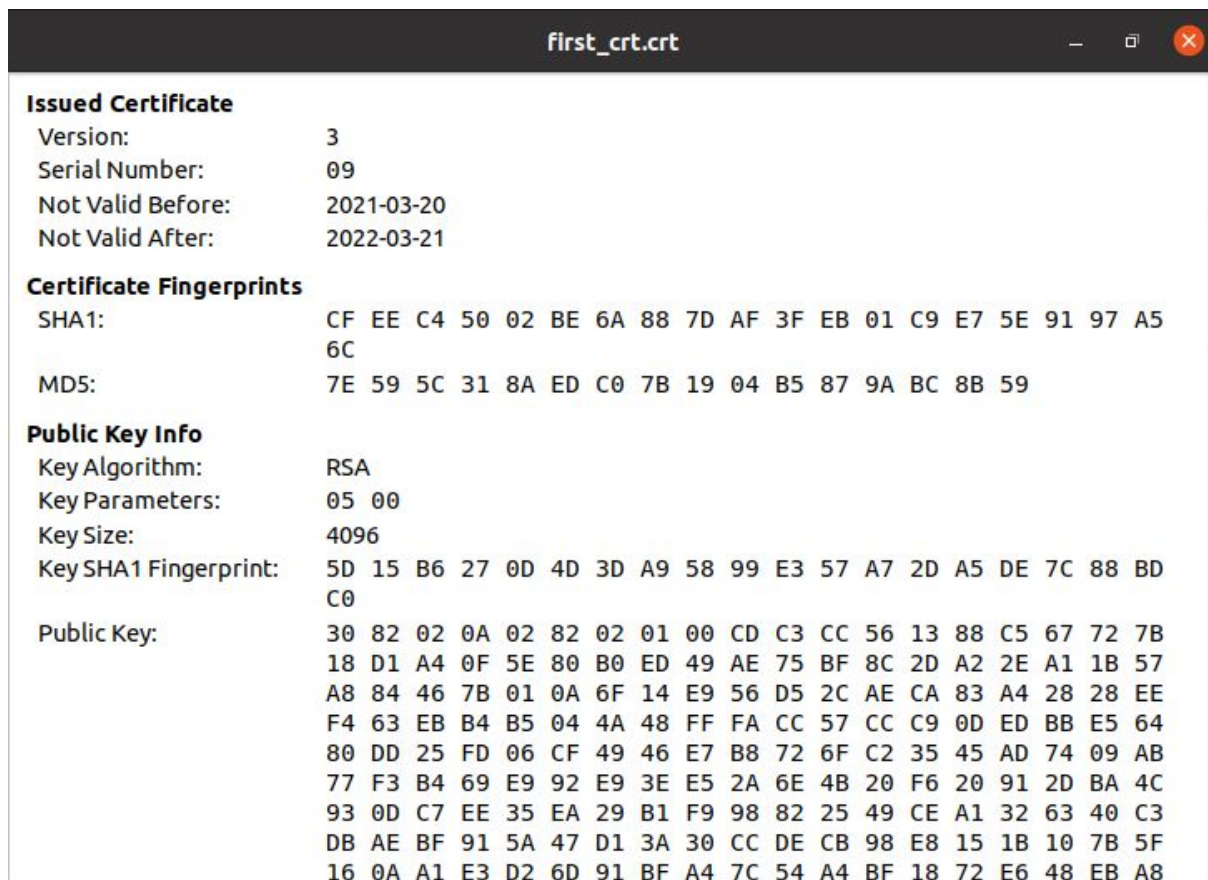 first_crt.crt
Issued Certificate
Version: 3
Serial Number: 09
Not Valid Before: 2021-03-20
Not Valid After: 2022-03-21
Certificate Fingerprints
SHA1: CF EE C4 50 02 BE 6A 88 7D AF 3F EB 01 C9 E7 5E 91 97 A5
6C
MD5: 7E 59 5C 31 8A ED C0 7B 19 04 B5 87 9A BC 8B 59
Public Key Info
Key Algorithm: RSA
Key Parameters: 05 00
Key Size: 4096
Key SHA1 Fingerprint: 5D 15 B6 27 0D 4D 3D A9 58 99 E3 57 A7 2D A5 DE 7C 88 BD
C0
Public Key: 30 82 02 0A 02 82 02 01 00 CD C3 CC 56 13 88 C5 67 72 7B
18 D1 A4 0F 5E 80 B0 ED 49 AE 75 BF 8C 2D A2 2E A1 1B 57
A8 84 46 7B 01 0A 6F 14 E9 56 D5 2C AE CA 83 A4 28 28 EE
F4 63 EB B4 B5 04 4A 48 FF FA CC 57 CC C9 0D ED BB E5 64
80 DD 25 FD 06 CF 49 46 E7 B8 72 6F C2 35 45 AD 74 09 AB
77 F3 B4 69 E9 92 E9 3E E5 2A 6E 4B 20 F6 20 91 2D BA 4C
93 0D C7 EE 35 EA 29 B1 F9 98 82 25 49 CE A1 32 63 40 C3
DB AE BF 91 5A 47 D1 3A 30 CC DE CB 98 E8 15 1B 10 7B 5F
16 0A A1 E3 D2 6D 91 BF A4 7C 54 A4 BF 18 72 E6 48 EB A8